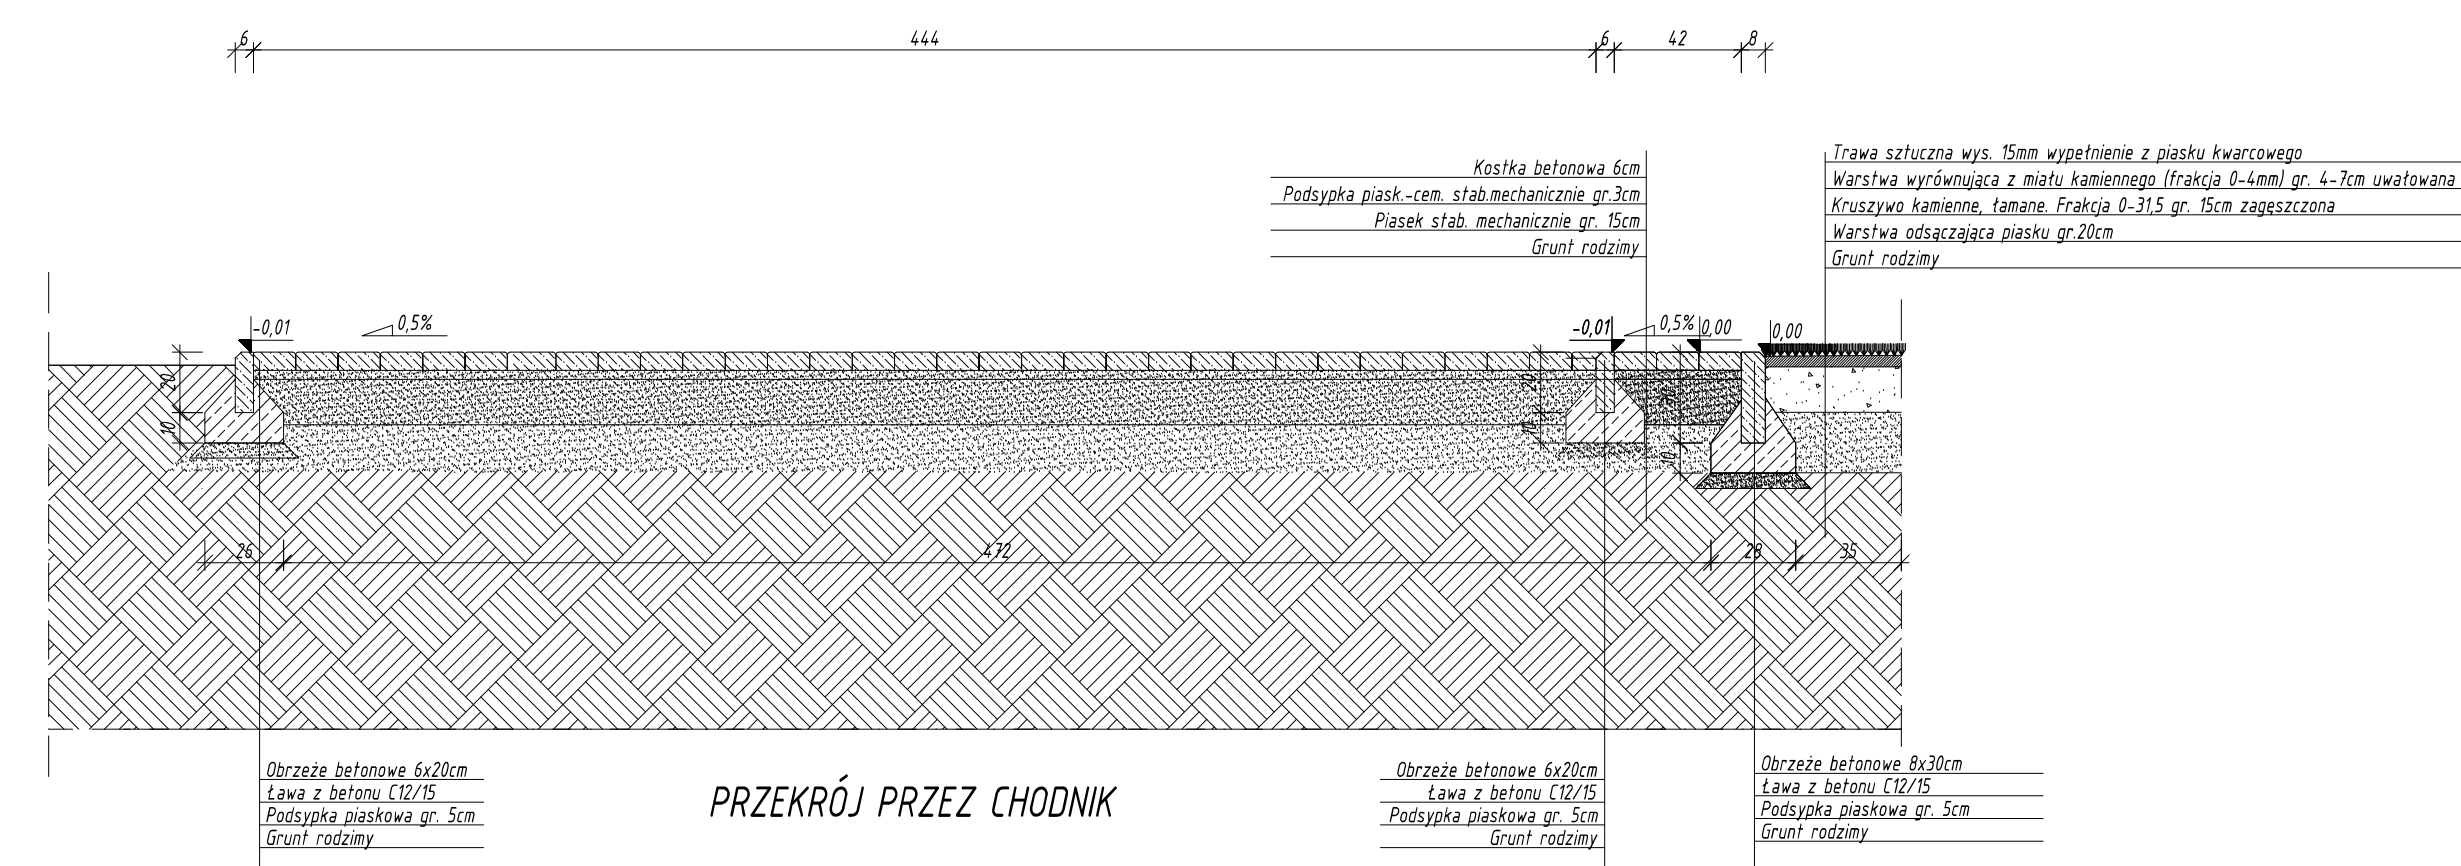 6 444 6 42 8
Kostka betonowa 6cm
Podsypka piask.-cem. stab.mechanicznie gr.3cm
Piasek stab. mechanicznie gr. 15cm
Grunt rodzimy
Trawa sztuczna wys. 15mm wypełnienie z piasku kwarcowego
Warstwa wyrównująca z miału kamiennego (frakcja 0-4mm) gr. 4-7cm uwałowana
Kruszywo kamienne, łamane. Frakcja 0-31,5 gr. 15cm zagęszczona
Warstwa odsączająca piasku gr.20cm
Grunt rodzimy
-0,01 0,5% -0,01 0,5% 0,00 0,00
20 20
10 10 10
26 472 28 35
Obrzeże betonowe 6x20cm
Ława z betonu C12/15
Podsypka piaskowa gr. 5cm
Grunt rodzimy
PRZEKRÓJ PRZEZ CHODNIK
Obrzeże betonowe 6x20cm
Ława z betonu C12/15
Podsypka piaskowa gr. 5cm
Grunt rodzimy
Obrzeże betonowe 8x30cm
Ława z betonu C12/15
Podsypka piaskowa gr. 5cm
Grunt rodzimy